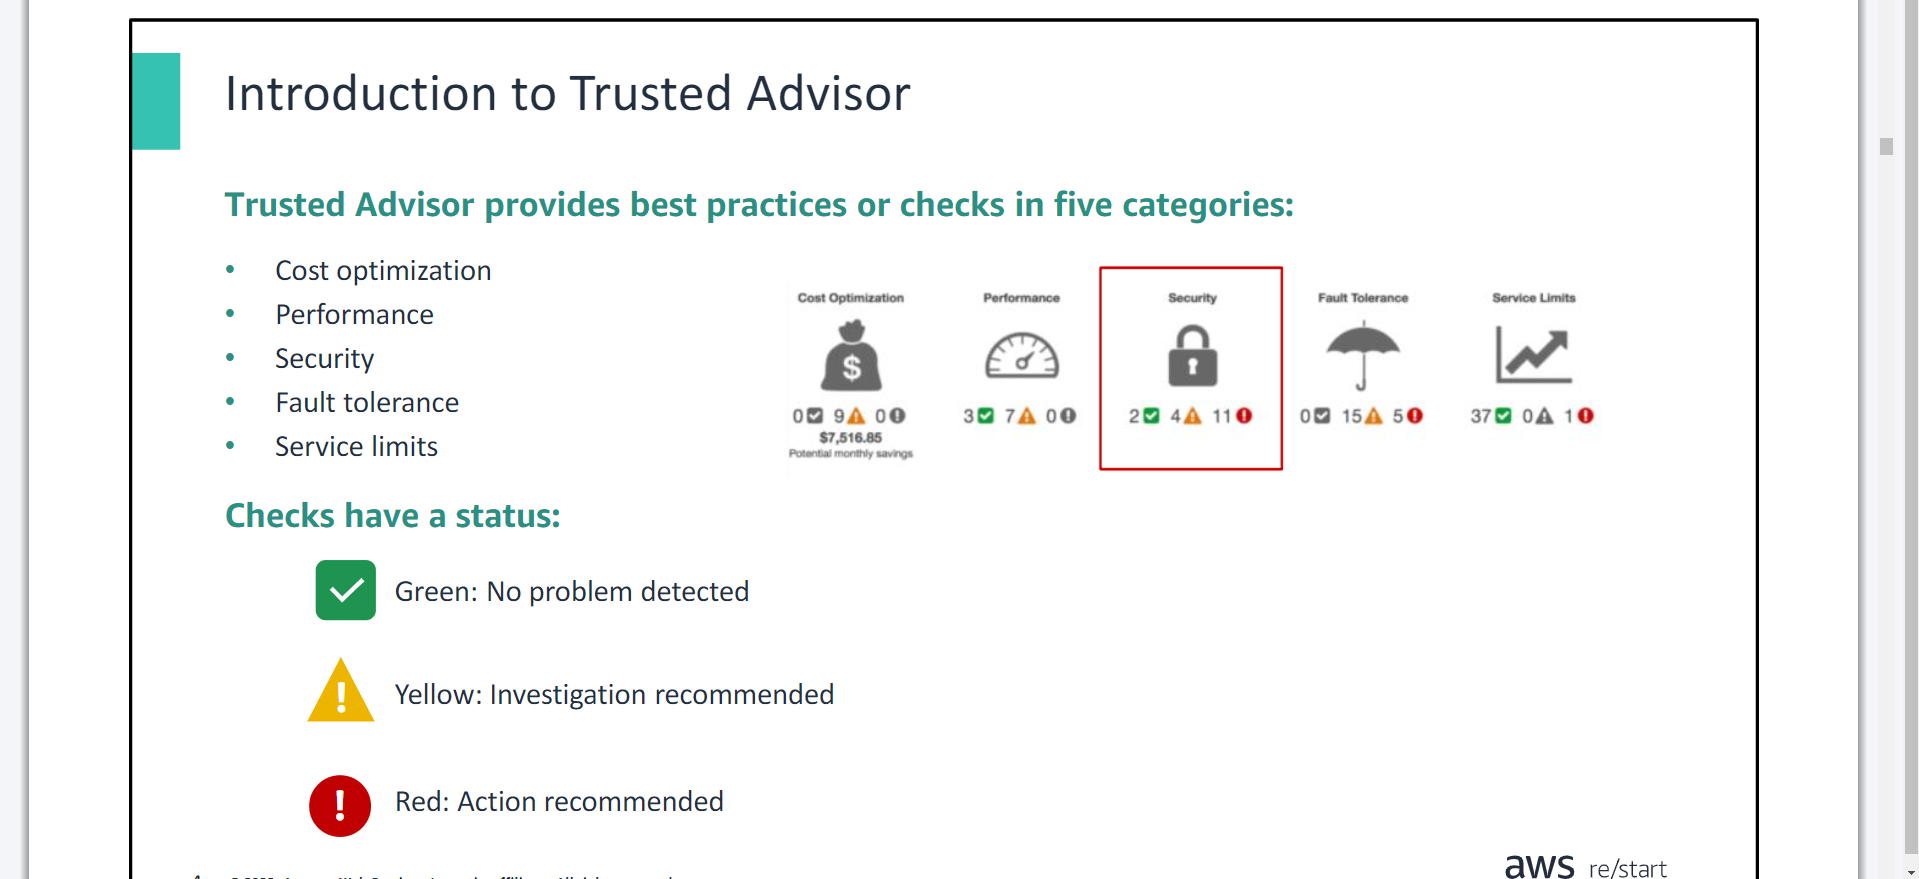 Introduction to Trusted Advisor
Trusted Advisor provides best practices or checks in five categories:
• Cost optimization
• Performance
• Security
• Fault tolerance
• Service limits
Cost Optimization
$
0 9 0
$7,516.85
Potential monthly savings
Performance
3 7 0
Security
2 4 11
Fault Tolerance
0 15 5
Service Limits
37 0 1
Checks have a status:
Green: No problem detected
Yellow: Investigation recommended
Red: Action recommended
aws re/start